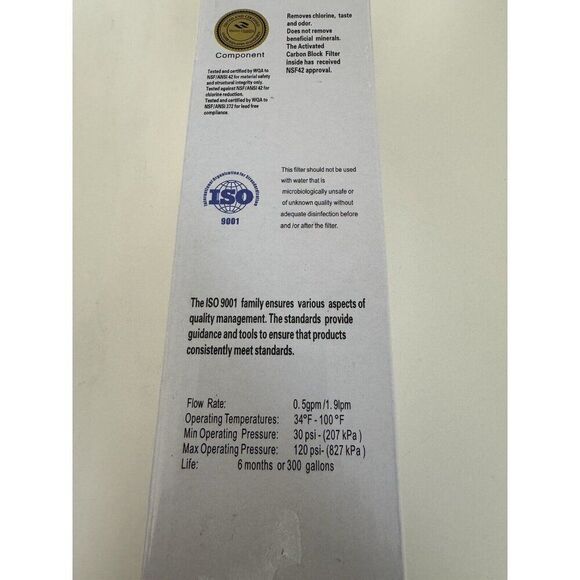 Component
Tested and certified by WQA to
NSF/ANSI 42 for material safety
and structural integrity only.
Tested against NSF/ANSI 42 for
chlorine reduction.
Tested and certified by WQA to
NSF/ANSI 372 for lead free
compliance.
Removes chlorine, taste
and odor.
Does not remove
beneficial minerals.
The Activated
Carbon Block Filter
inside has received
NSF42 approval.
International Organization for Standardization
ISO
9001
This filter should not be used
with water that is
microbiologically unsafe or
of unknown quality without
adequate disinfection before
and /or after the filter.
The ISO 9001 family ensures various aspects of
quality management. The standards provide
guidance and tools to ensure that products
consistently meet standards.
Flow Rate: 0.5gpm/1.9lpm
Operating Temperatures: 34°F - 100°F
Min Operating Pressure: 30 psi- (207 kPa )
Max Operating Pressure: 120 psi- (827 kPa )
Life: 6 months or 300 gallons